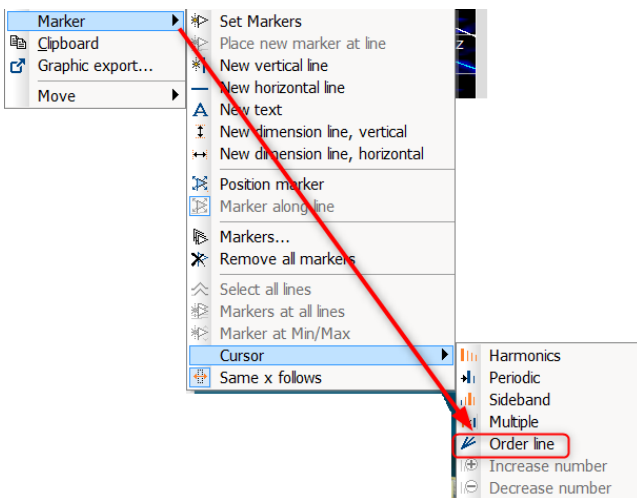 Marker
Clipboard
Graphic export...
Move
Set Markers
Place new marker at line
New vertical line
New horizontal line
New text
New dimension line, vertical
New dimension line, horizontal
Position marker
Marker along line
Markers...
Remove all markers
Select all lines
Markers at all lines
Marker at Min/Max
Cursor
Same x follows
Harmonics
Periodic
Sideband
Multiple
Order line
Increase number
Decrease number
z